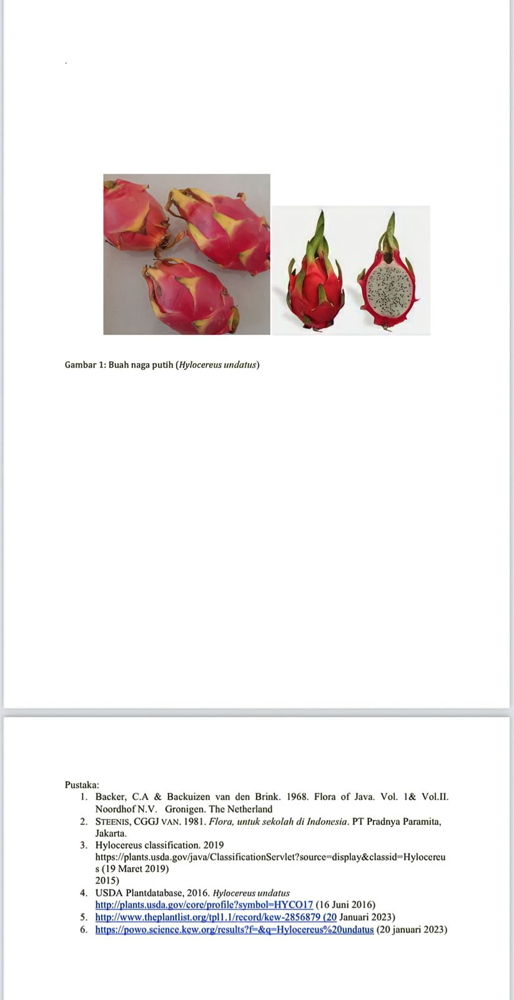 .
Gambar 1: Buah naga putih (Hylocereus undatus)
Pustaka:
1. Backer, C.A & Backuizen van den Brink. 1968. Flora of Java. Vol. 1& Vol.II.
Noordhof N.V. Gronigen. The Netherland
2. STEENIS, CGGJ VAN. 1981. Flora, untuk sekolah di Indonesia. PT Pradnya Paramita,
Jakarta.
3. Hylocereus classification. 2019
https://plants.usda.gov/java/ClassificationServlet?source=display&classid=Hylocereu
s (19 Maret 2019)
2015)
4. USDA Plantdatabase, 2016. Hylocereus undatus
http://plants.usda.gov/core/profile?symbol=HYCO17 (16 Juni 2016)
5. http://www.theplantlist.org/tpl1.1/record/kew-2856879 (20 Januari 2023)
6. https://powo.science.kew.org/results?f=&q=Hylocereus%20undatus (20 januari 2023)